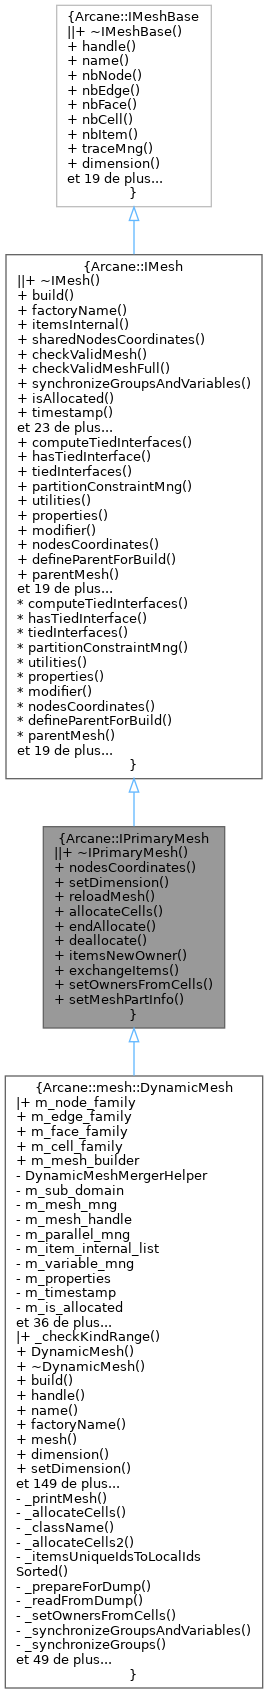 {Arcane::IMeshBase
||+ ~IMeshBase()
+ handle()
+ name()
+ nbNode()
+ nbEdge()
+ nbFace()
+ nbCell()
+ nbItem()
+ traceMng()
+ dimension()
et 19 de plus...
}
{Arcane::IMesh
||+ ~IMesh()
+ build()
+ factoryName()
+ itemsInternal()
+ sharedNodesCoordinates()
+ checkValidMesh()
+ checkValidMeshFull()
+ synchronizeGroupsAndVariables()
+ isAllocated()
+ timestamp()
et 23 de plus...
+ computeTiedInterfaces()
+ hasTiedInterface()
+ tiedInterfaces()
+ partitionConstraintMng()
+ utilities()
+ properties()
+ modifier()
+ nodesCoordinates()
+ defineParentForBuild()
+ parentMesh()
et 19 de plus...
* computeTiedInterfaces()
* hasTiedInterface()
* tiedInterfaces()
* partitionConstraintMng()
* utilities()
* properties()
* modifier()
* nodesCoordinates()
* defineParentForBuild()
* parentMesh()
et 19 de plus...
}
{Arcane::IPrimaryMesh
||+ ~IPrimaryMesh()
+ nodesCoordinates()
+ setDimension()
+ reloadMesh()
+ allocateCells()
+ endAllocate()
+ deallocate()
+ itemsNewOwner()
+ exchangeItems()
+ setOwnersFromCells()
+ setMeshPartInfo()
}
{Arcane::mesh::DynamicMesh
|+ m_node_family
+ m_edge_family
+ m_face_family
+ m_cell_family
+ m_mesh_builder
- DynamicMeshMergerHelper
- m_sub_domain
- m_mesh_mng
- m_mesh_handle
- m_parallel_mng
- m_item_internal_list
- m_variable_mng
- m_properties
- m_timestamp
- m_is_allocated
et 36 de plus...
|+ _checkKindRange()
+ DynamicMesh()
+ ~DynamicMesh()
+ build()
+ handle()
+ name()
+ factoryName()
+ mesh()
+ dimension()
+ setDimension()
et 149 de plus...
- _printMesh()
- _allocateCells()
- _className()
- _allocateCells2()
- _itemsUniqueIdsToLocalIds
Sorted()
- _prepareForDump()
- _readFromDump()
- _setOwnersFromCells()
- _synchronizeGroupsAndVariables()
- _synchronizeGroups()
et 49 de plus...
}